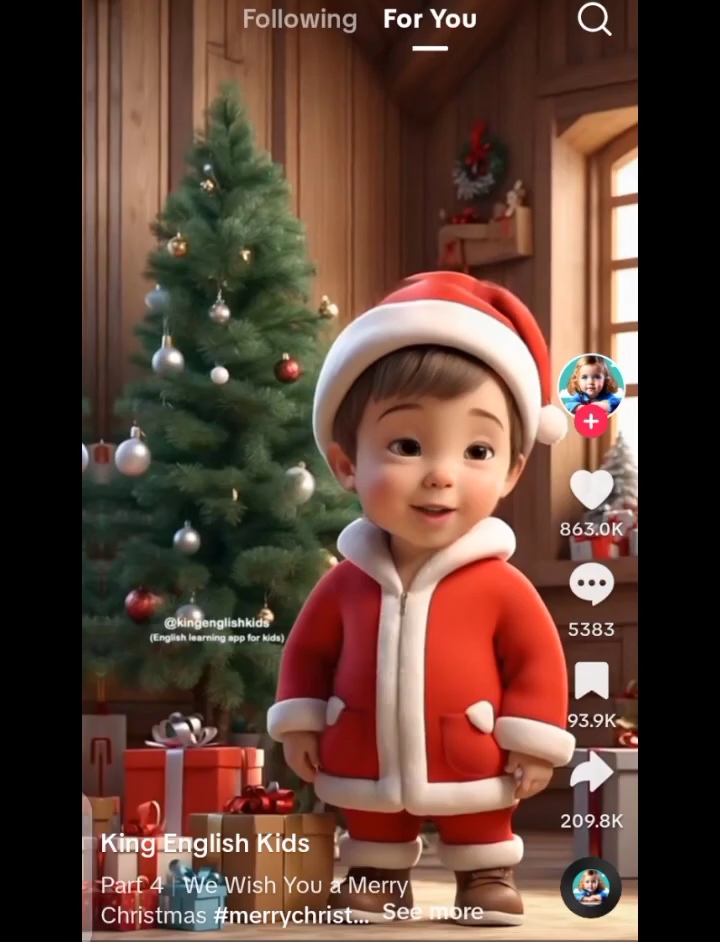 Following For You
863.0K
@kingenglishkids
(English learning app for kids)
5383
93.9K
209.8K
King English Kids
Part 4 | We Wish You a Merry
Christmas #merrychrist... See more